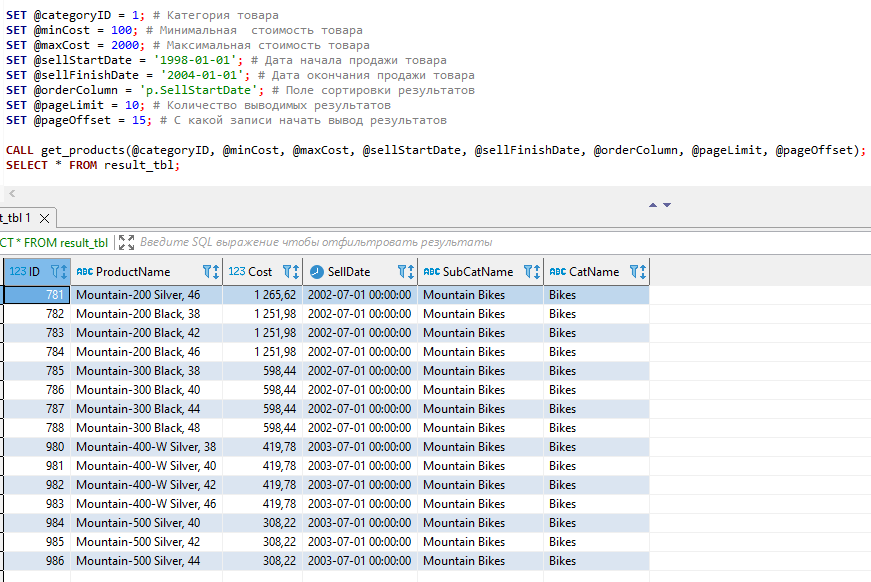 SET @categoryID = 1; # Категория товара
SET @minCost = 100; # Минимальная  стоимость товара
SET @maxCost = 2000; # Максимальная стоимость товара
SET @sellStartDate = '1998-01-01'; # Дата начала продажи товара
SET @sellFinishDate = '2004-01-01'; # Дата окончания продажи товара
SET @orderColumn = 'p.SellStartDate'; # Поле сортировки результатов
SET @pageLimit = 10; # Количество выводимых результатов
SET @pageOffset = 15; # С какой записи начать вывод результатов
CALL get_products(@categoryID, @minCost, @maxCost, @sellStartDate, @sellFinishDate, @orderColumn, @pageLimit, @pageOffset);
SELECT * FROM result_tbl;
t_tbl 1
CT * FROM result_tbl Введите SQL выражение чтобы отфильтровать результаты
123 ID ABC ProductName 123 Cost SellDate ABC SubCatName ABC CatName
781 Mountain-200 Silver, 46 1 265,62 2002-07-01 00:00:00 Mountain Bikes Bikes
782 Mountain-200 Black, 38 1 251,98 2002-07-01 00:00:00 Mountain Bikes Bikes
783 Mountain-200 Black, 42 1 251,98 2002-07-01 00:00:00 Mountain Bikes Bikes
784 Mountain-200 Black, 46 1 251,98 2002-07-01 00:00:00 Mountain Bikes Bikes
785 Mountain-300 Black, 38 598,44 2002-07-01 00:00:00 Mountain Bikes Bikes
786 Mountain-300 Black, 40 598,44 2002-07-01 00:00:00 Mountain Bikes Bikes
787 Mountain-300 Black, 44 598,44 2002-07-01 00:00:00 Mountain Bikes Bikes
788 Mountain-300 Black, 48 598,44 2002-07-01 00:00:00 Mountain Bikes Bikes
980 Mountain-400-W Silver, 38 419,78 2003-07-01 00:00:00 Mountain Bikes Bikes
981 Mountain-400-W Silver, 40 419,78 2003-07-01 00:00:00 Mountain Bikes Bikes
982 Mountain-400-W Silver, 42 419,78 2003-07-01 00:00:00 Mountain Bikes Bikes
983 Mountain-400-W Silver, 46 419,78 2003-07-01 00:00:00 Mountain Bikes Bikes
984 Mountain-500 Silver, 40 308,22 2003-07-01 00:00:00 Mountain Bikes Bikes
985 Mountain-500 Silver, 42 308,22 2003-07-01 00:00:00 Mountain Bikes Bikes
986 Mountain-500 Silver, 44 308,22 2003-07-01 00:00:00 Mountain Bikes Bikes